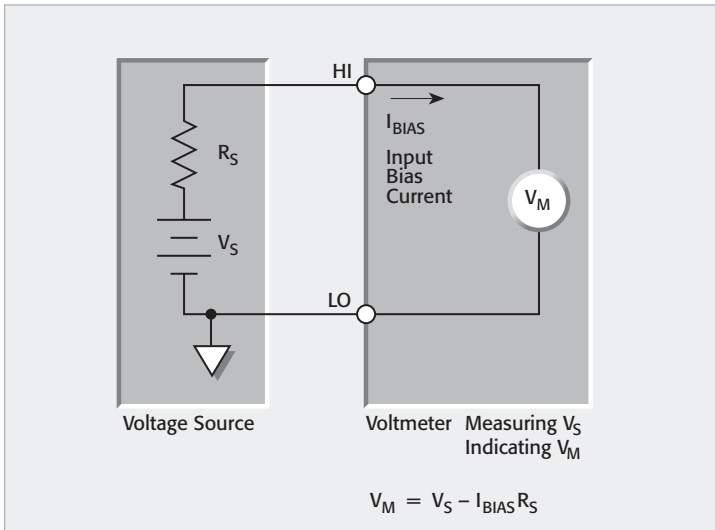 HI
I_BIAS
Input
Bias
Current
R_S
V_M
V_S
LO
Voltage Source
Voltmeter Measuring V_S
Indicating V_M
V_M = V_S – I_BIAS R_S